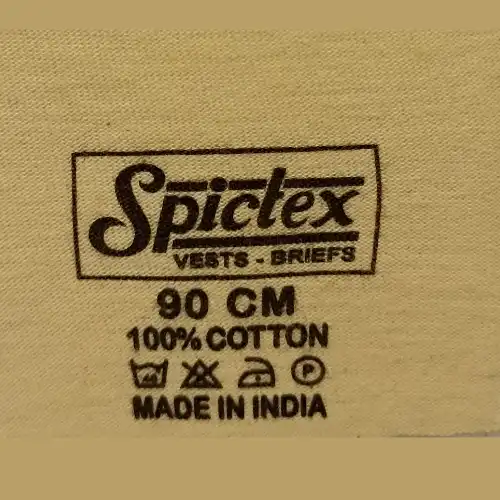 Spictex
VESTS - BRIEFS
90 CM
100% COTTON
P
MADE IN INDIA